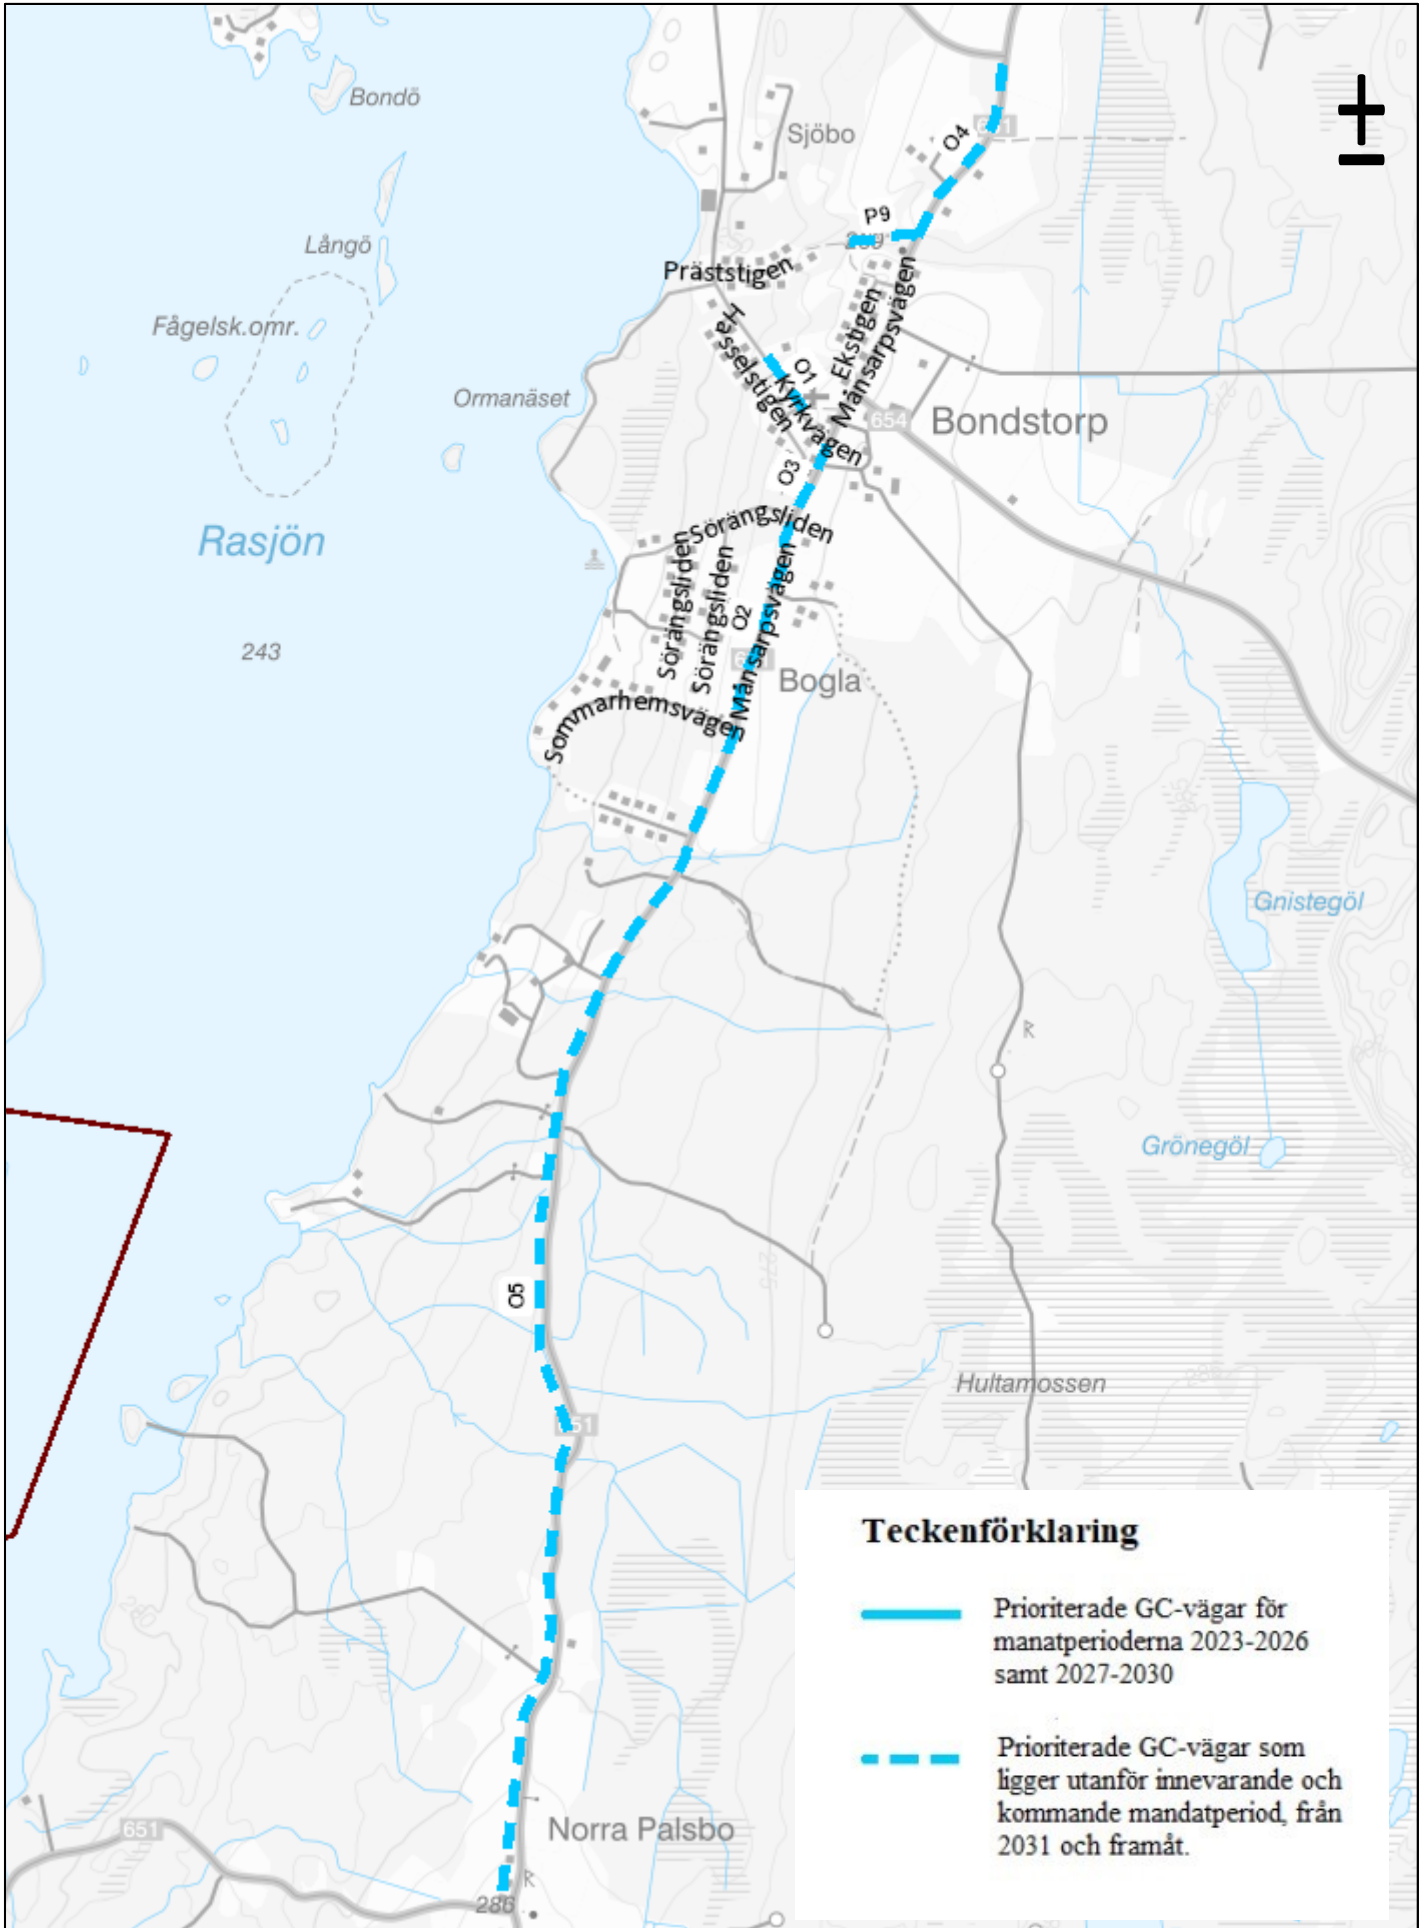 Bondö
Sjöbo
O4
P9
Långö
Präststigen
Fågelsk.omr.
Hasselstigen
O1
Ekstigen
Månsarpsvägen
Kyrkvägen
Ormanäset
654
Bondstorp
O3
Sörängsliden
Rasjön
Sörängsliden
Sörängsliden
O2
Månsarpsvägen
243
Bogla
Sommarhemsvägen
Gnistegöl
R
Grönegöl
275
O5
Hultamossen
Teckenförklaring
Prioriterade GC-vägar för
manatperioderna 2023-2026
samt 2027-2030
Prioriterade GC-vägar som
ligger utanför innevarande och
kommande mandatperiod, från
2031 och framåt.
651
Norra Palsbo
R
286